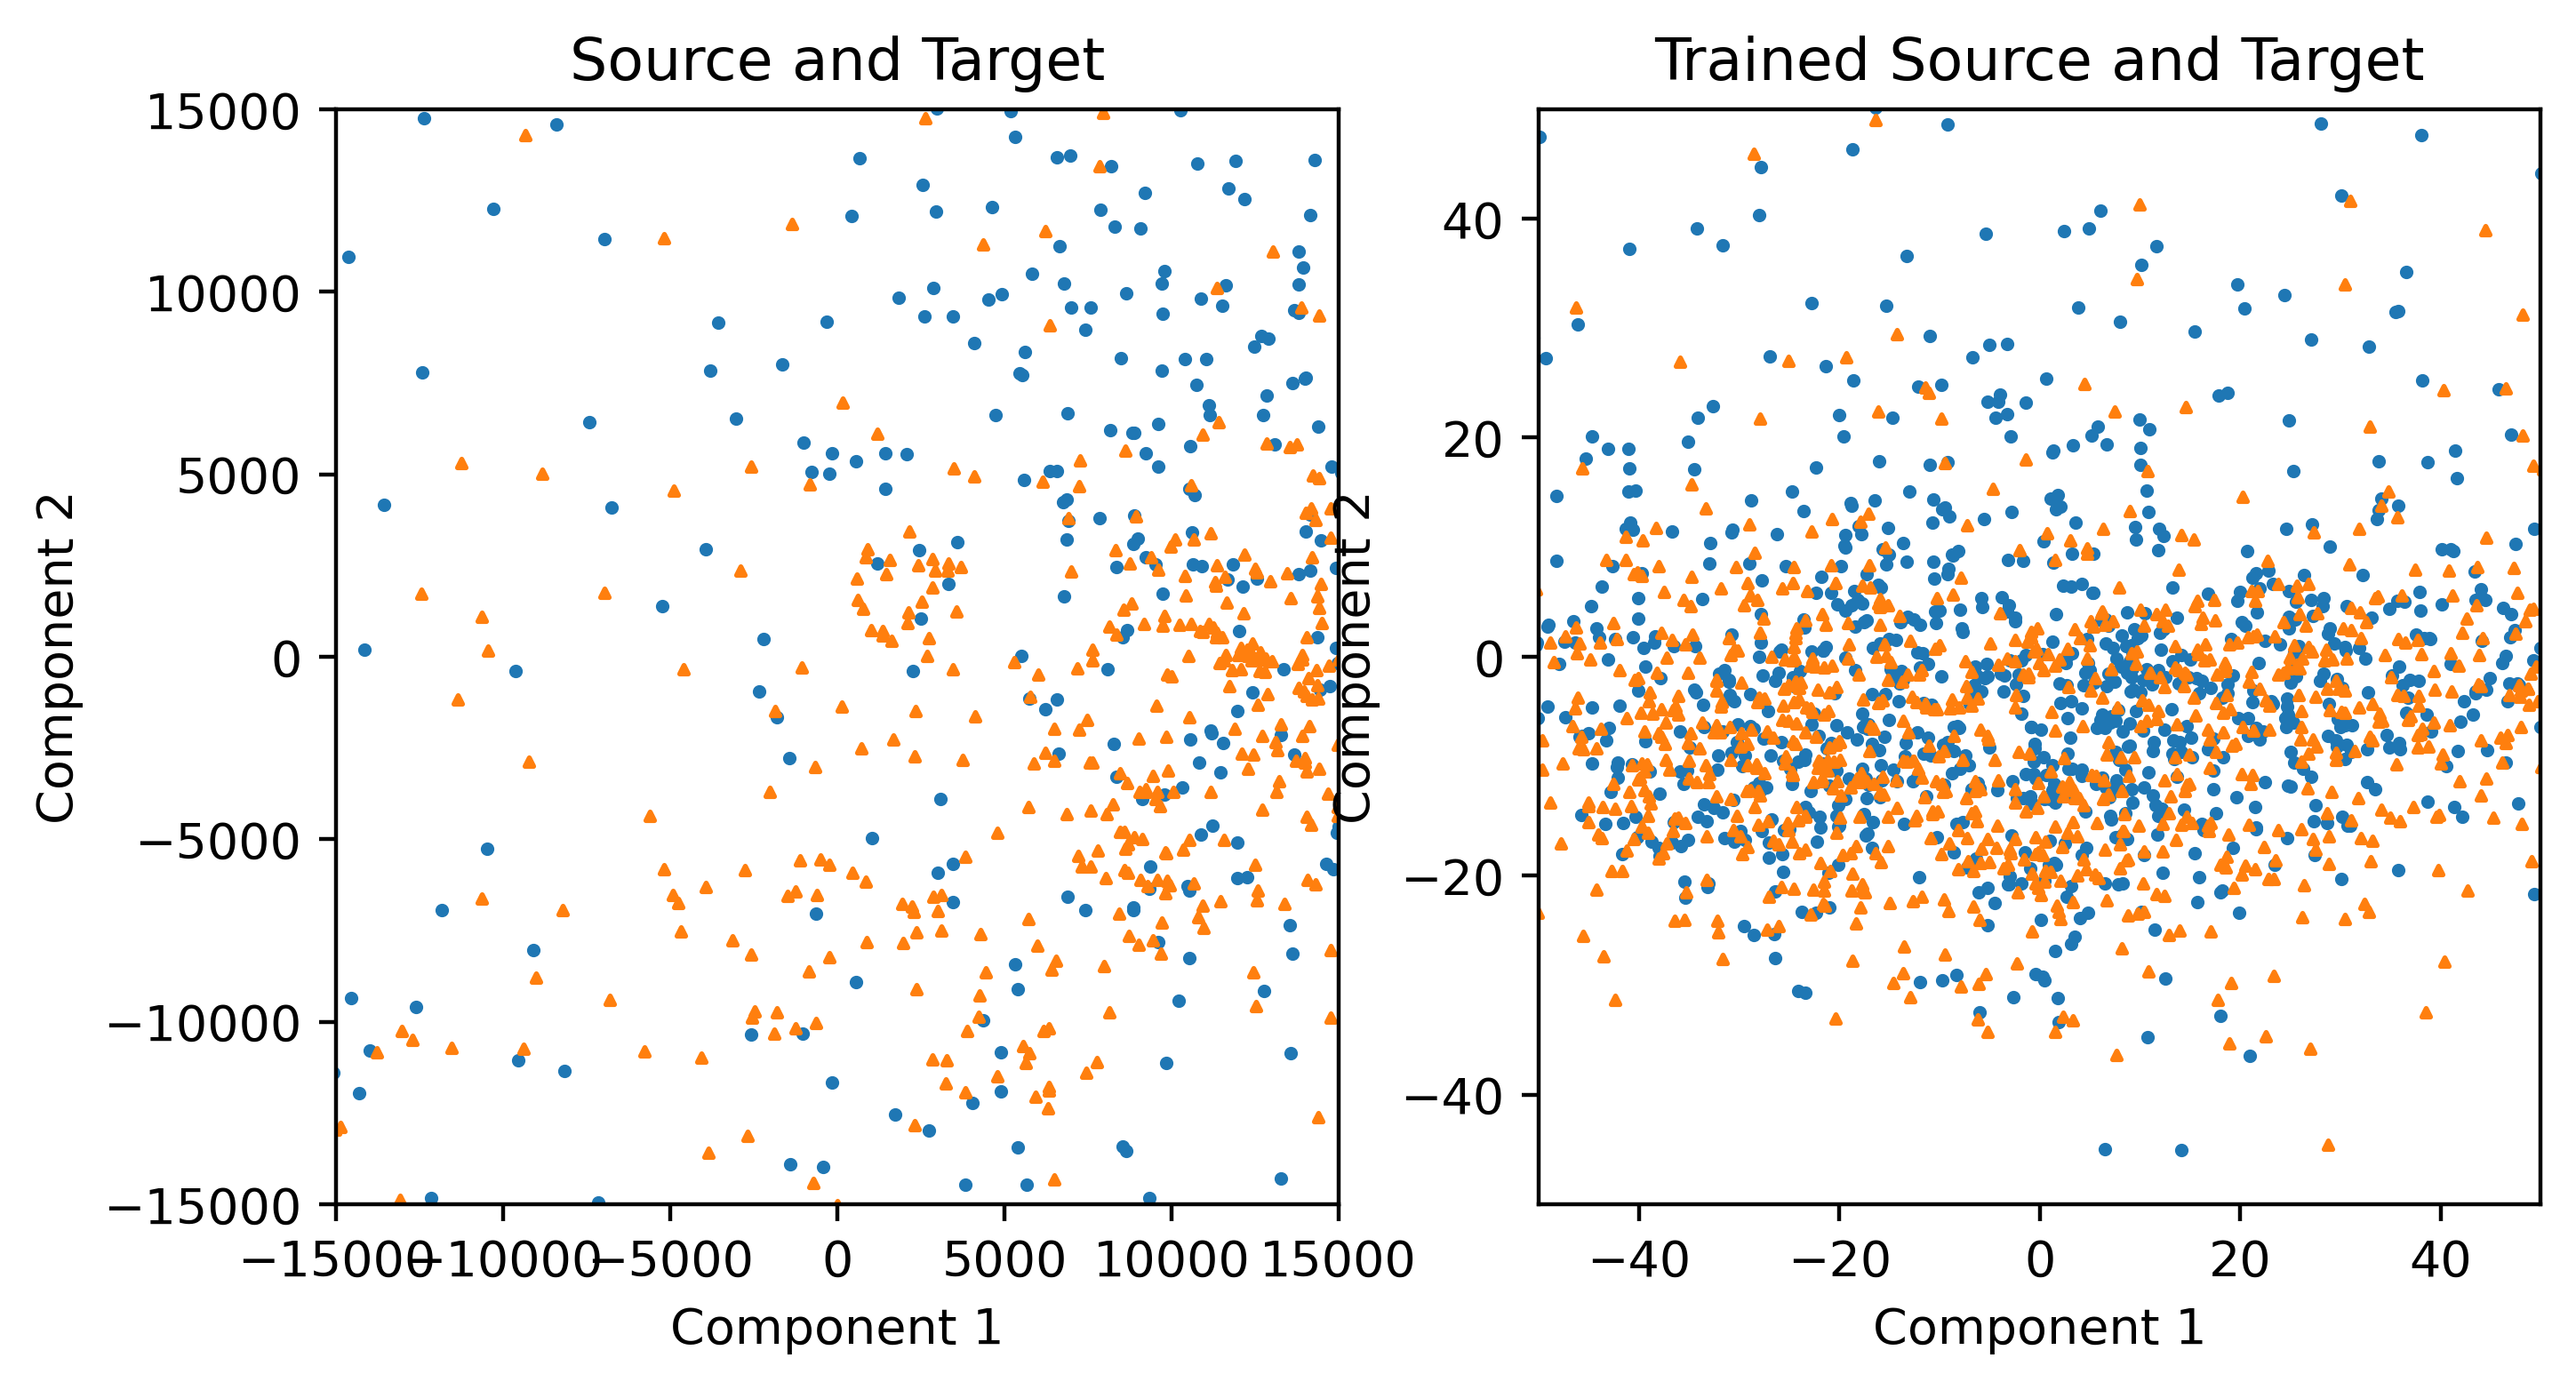 Source and Target
15000
10000
5000
0
−5000
−10000
−15000
−15000 −10000 −5000 0 5000 10000 15000
Component 1
Component 2
Trained Source and Target
40
20
0
−20
−40
−40 −20 0 20 40
Component 1
Component 2